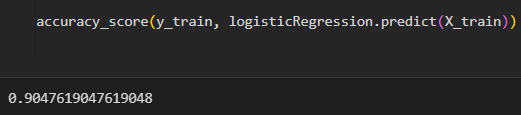 accuracy_score(y_train, logisticRegression.predict(X_train))
0.9047619047619048